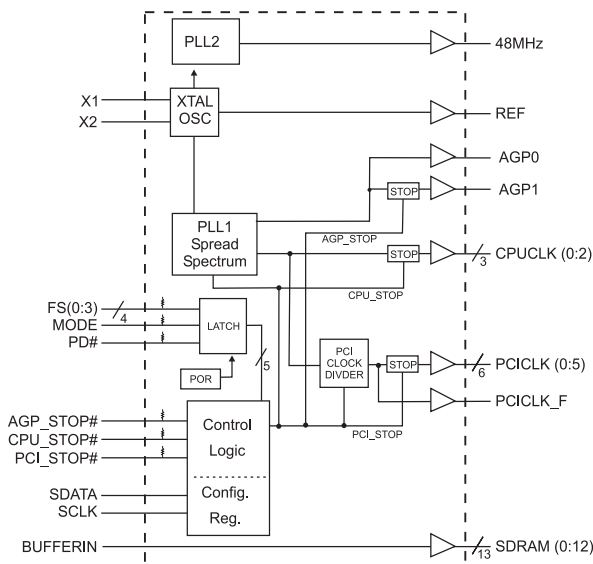 PLL2
48MHz
X1
X2
XTAL
OSC
REF
AGP0
AGP1
STOP
AGP_STOP
PLL1
Spread
Spectrum
STOP
CPUCLK (0:2)
3
CPU_STOP
FS(0:3)
4
MODE
PD#
LATCH
5
POR
PCI
CLOCK
DIVDER
STOP
PCICLK (0:5)
6
PCICLK_F
PCI_STOP
AGP_STOP#
CPU_STOP#
PCI_STOP#
Control
Logic
SDATA
SCLK
Config.
Reg.
BUFFERIN
SDRAM (0:12)
13